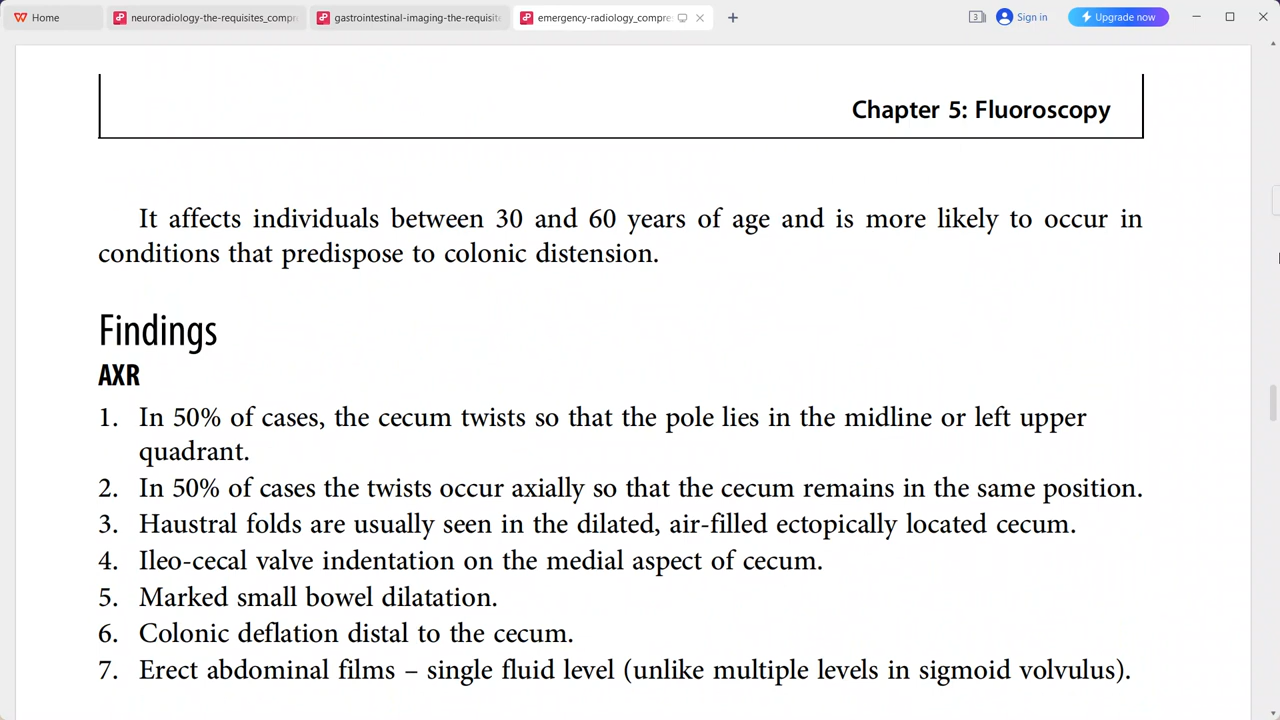 Home
neuroradiology-the-requisites_compr
gastrointestinal-imaging-the-requisite
emergency-radiology_compre
3
Sign in
Upgrade now
Chapter 5: Fluoroscopy
It affects individuals between 30 and 60 years of age and is more likely to occur in
conditions that predispose to colonic distension.
Findings
AXR
1. In 50% of cases, the cecum twists so that the pole lies in the midline or left upper
quadrant.
2. In 50% of cases the twists occur axially so that the cecum remains in the same position.
3. Haustral folds are usually seen in the dilated, air-filled ectopically located cecum.
4. Ileo-cecal valve indentation on the medial aspect of cecum.
5. Marked small bowel dilatation.
6. Colonic deflation distal to the cecum.
7. Erect abdominal films – single fluid level (unlike multiple levels in sigmoid volvulus).